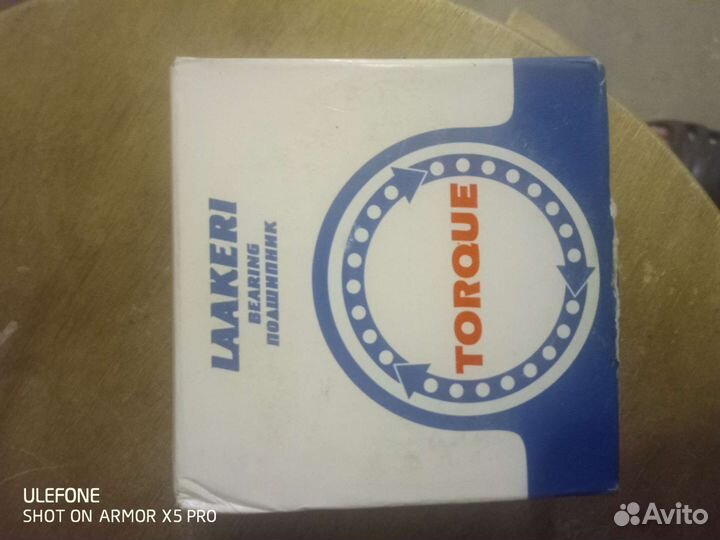 LAAKERI
BEARING
ПОДШИПНИК
TORQUE
ULEFONE
SHOT ON ARMOR X5 PRO
Avito